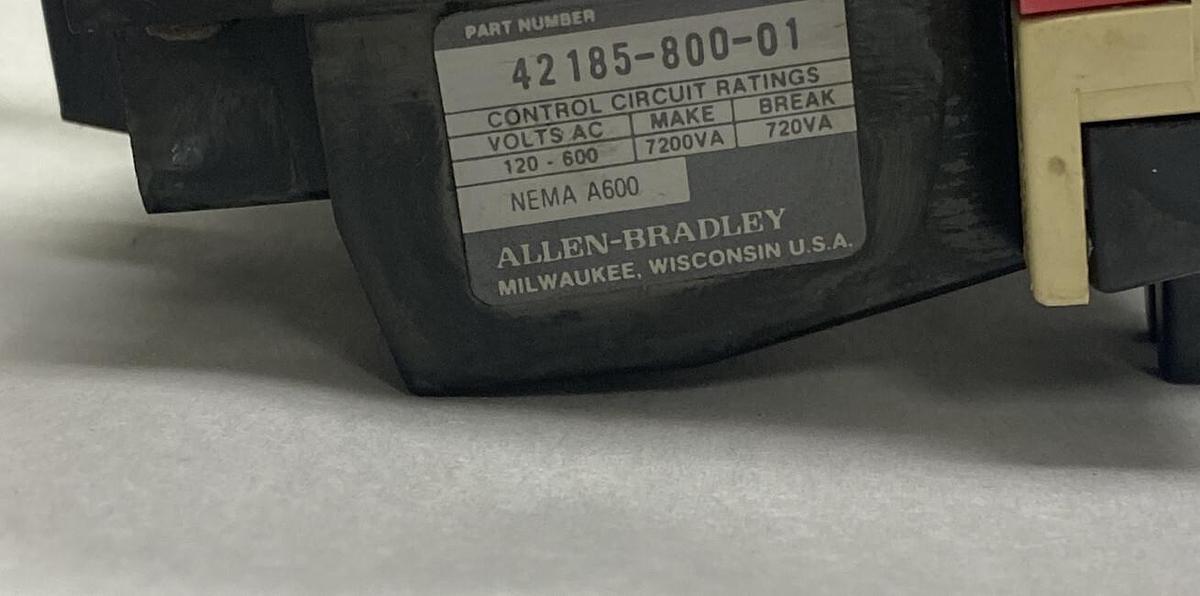 PART NUMBER
42185-800-01
CONTROL CIRCUIT RATINGS
VOLTS AC MAKE BREAK
120 - 600 7200VA 720VA
NEMA A600
ALLEN-BRADLEY
MILWAUKEE, WISCONSIN U.S.A.